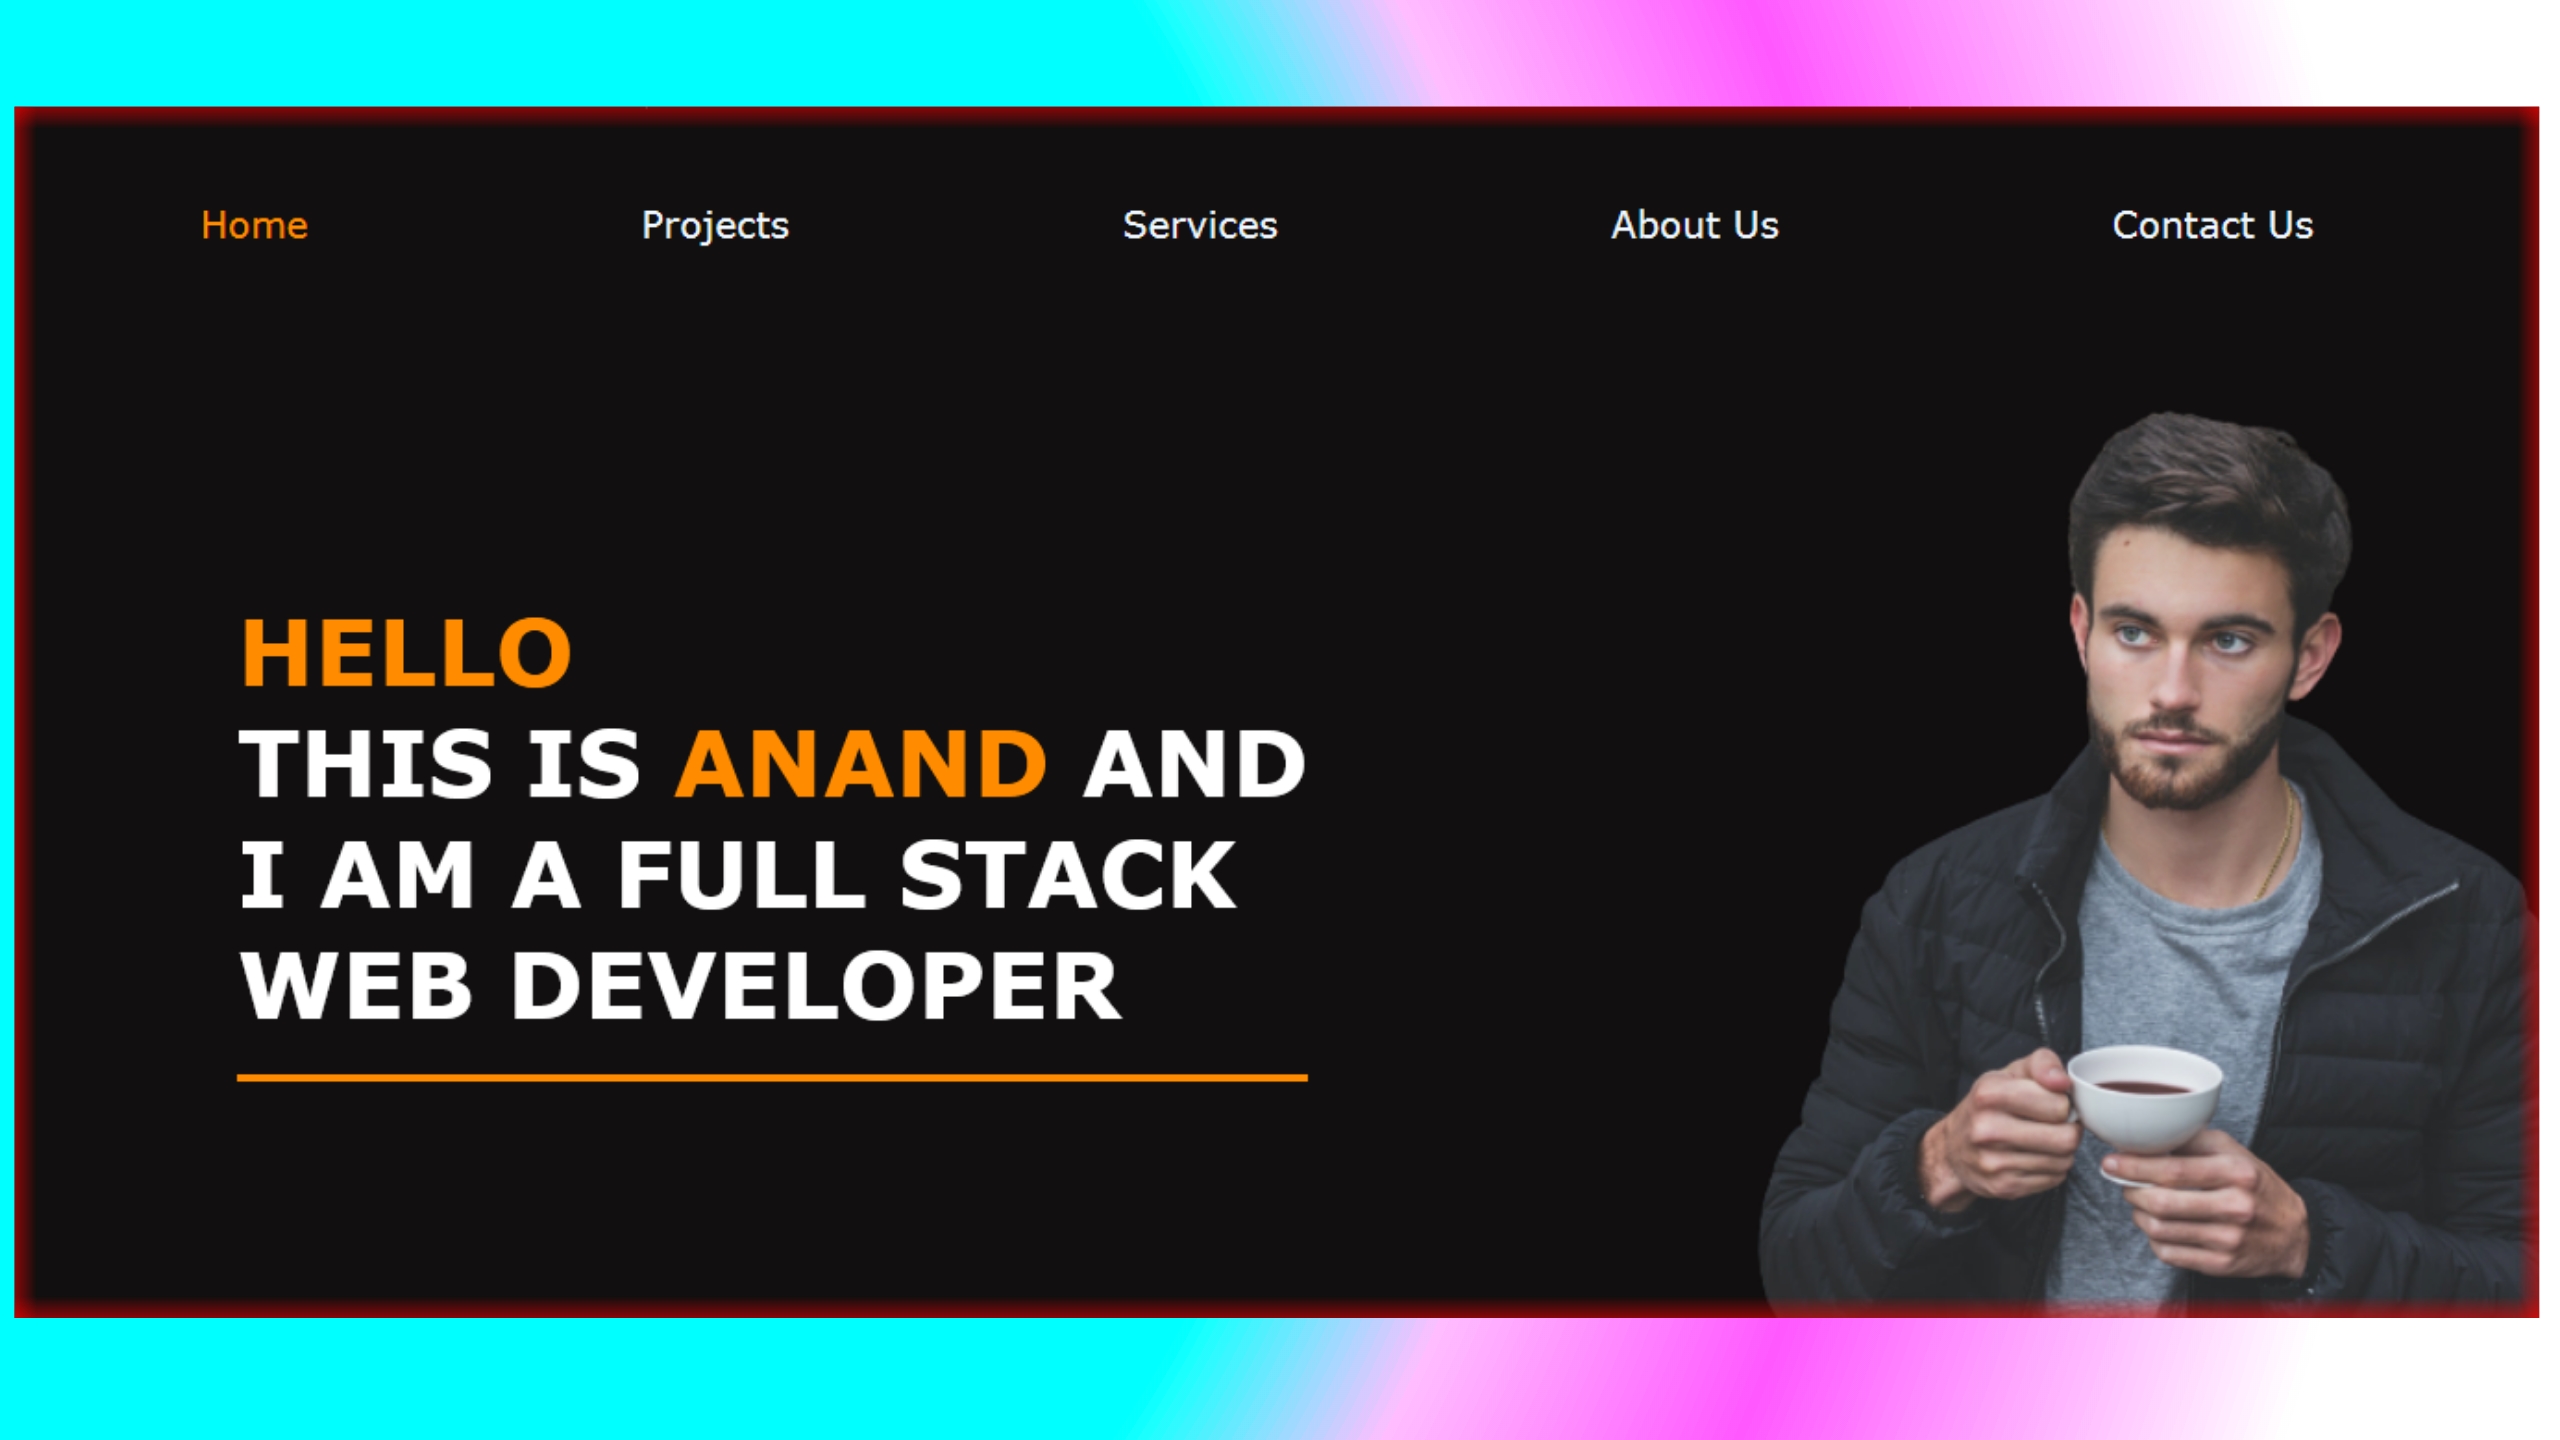 Home Projects Services About Us Contact Us
HELLO
THIS IS ANAND AND
I AM A FULL STACK
WEB DEVELOPER